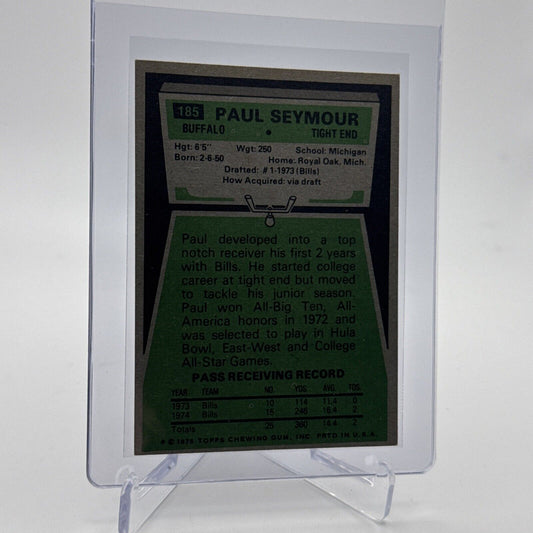 185 PAUL SEYMOUR
BUFFALO • TIGHT END
Hgt: 6'5" Wgt: 250 School: Michigan
Born: 2-6-50 Home: Royal Oak, Mich.
Drafted: #1-1973 (Bills)
How Acquired: via draft
Paul developed into a top
notch receiver his first 2 years
with Bills. He started college
career at tight end but moved
to tackle his junior season.
Paul won All-Big Ten, All-
America honors in 1972 and
was selected to play in Hula
Bowl, East-West and College
All-Star Games.
PASS RECEIVING RECORD
YEAR TEAM NO. YDS. AVG. TDS.
1973 Bills 10 114 11.4 0
1974 Bills 15 246 16.4 2
Totals 25 360 14.4 2
© 1975 TOPPS CHEWING GUM, INC. PRTD IN U.S.A.